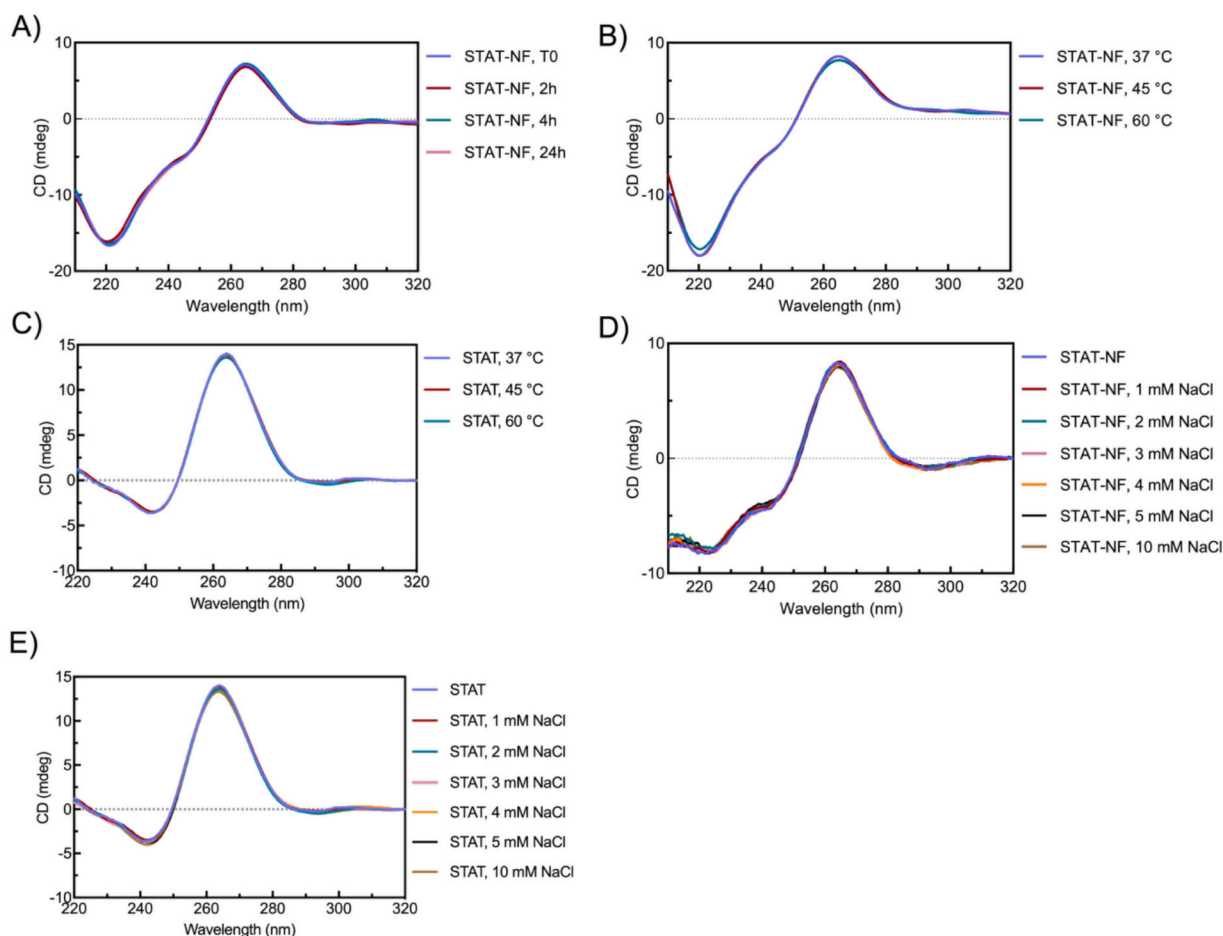 A)
10
0
-10
-20
CD (mdeg)
220 240 260 280 300 320
Wavelength (nm)
STAT-NF, T0
STAT-NF, 2h
STAT-NF, 4h
STAT-NF, 24h
B)
10
0
-10
-20
CD (mdeg)
220 240 260 280 300 320
Wavelength (nm)
STAT-NF, 37 °C
STAT-NF, 45 °C
STAT-NF, 60 °C
C)
15
10
5
0
-5
-10
CD (mdeg)
220 240 260 280 300 320
Wavelength (nm)
STAT, 37 °C
STAT, 45 °C
STAT, 60 °C
D)
10
0
-10
CD (mdeg)
220 240 260 280 300 320
Wavelength (nm)
STAT-NF
STAT-NF, 1 mM NaCl
STAT-NF, 2 mM NaCl
STAT-NF, 3 mM NaCl
STAT-NF, 4 mM NaCl
STAT-NF, 5 mM NaCl
STAT-NF, 10 mM NaCl
E)
15
10
5
0
-5
-10
CD (mdeg)
220 240 260 280 300 320
Wavelength (nm)
STAT
STAT, 1 mM NaCl
STAT, 2 mM NaCl
STAT, 3 mM NaCl
STAT, 4 mM NaCl
STAT, 5 mM NaCl
STAT, 10 mM NaCl